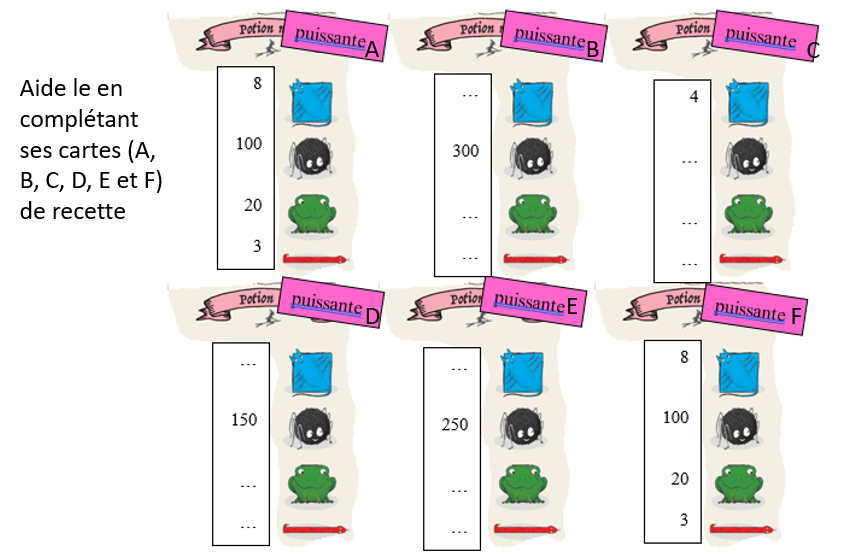 Aide le en
complétant
ses cartes (A,
B, C, D, E et F)
de recette
Potion puissante A
8
100
20
3
puissante B
...
300
...
...
Potion puissante C
4
...
...
...
Potion puissante D
...
150
...
...
Potion puissante E
...
250
...
...
Potion puissante F
8
100
20
3